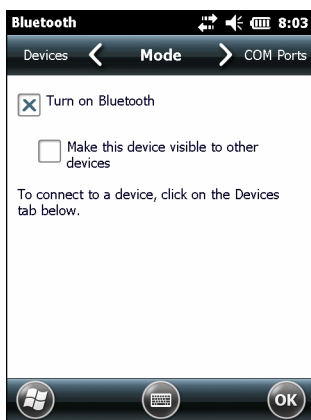 Bluetooth 8:03
Devices Mode COM Ports
Turn on Bluetooth
Make this device visible to other
devices
To connect to a device, click on the Devices
tab below.
OK